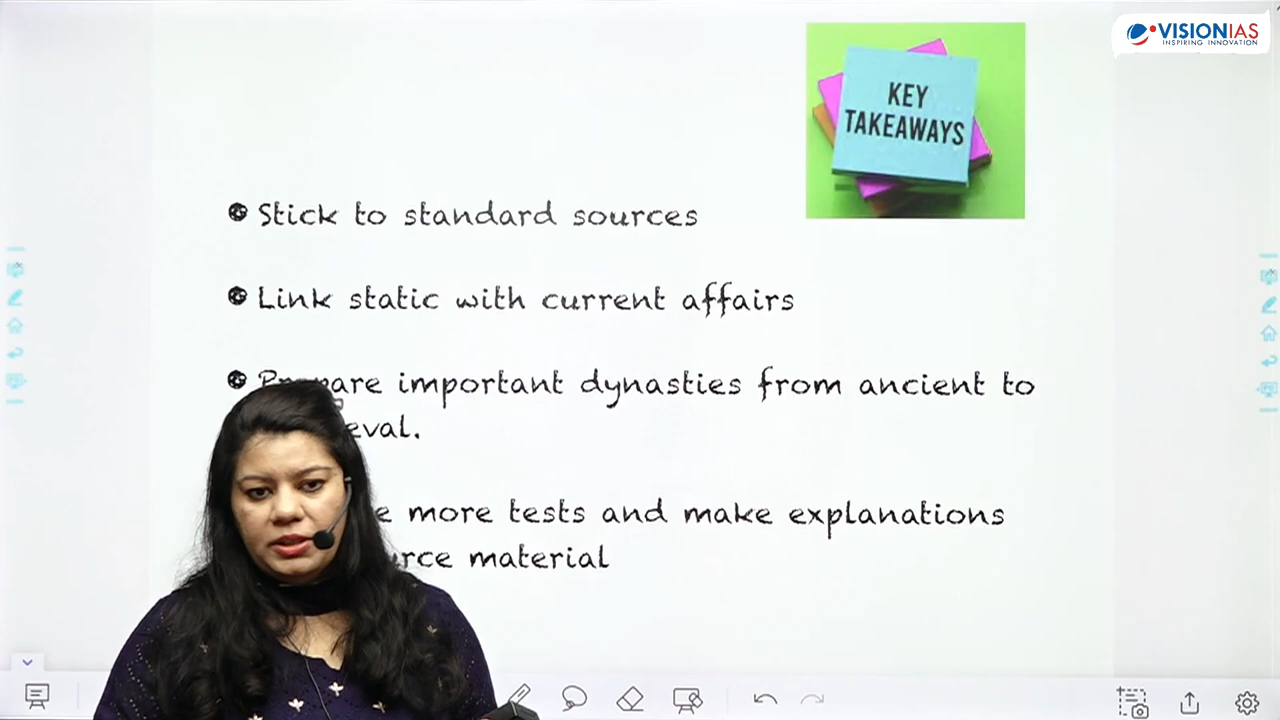 VISIONIAS
INSPIRING INNOVATION
KEY
TAKEAWAYS
Stick to standard sources
Link static with current affairs
important dynasties from ancient to
more tests and make explanations
material